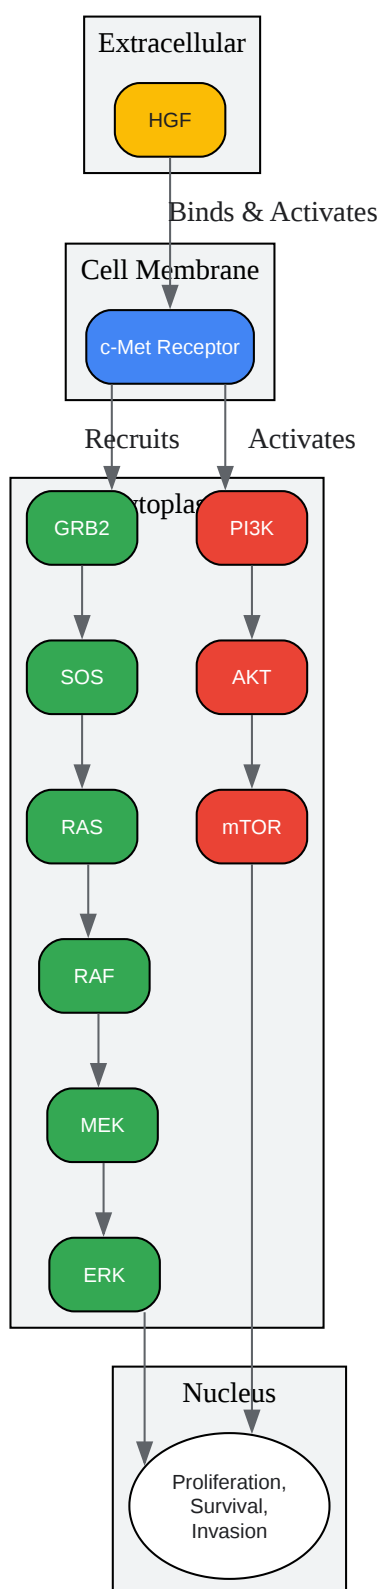 Extracellular
HGF
Binds & Activates
Cell Membrane
c-Met Receptor
Recruits
Activates
ytoplas
GRB2
PI3K
SOS
AKT
RAS
mTOR
RAF
MEK
ERK
Nucleus
Proliferation,
Survival,
Invasion